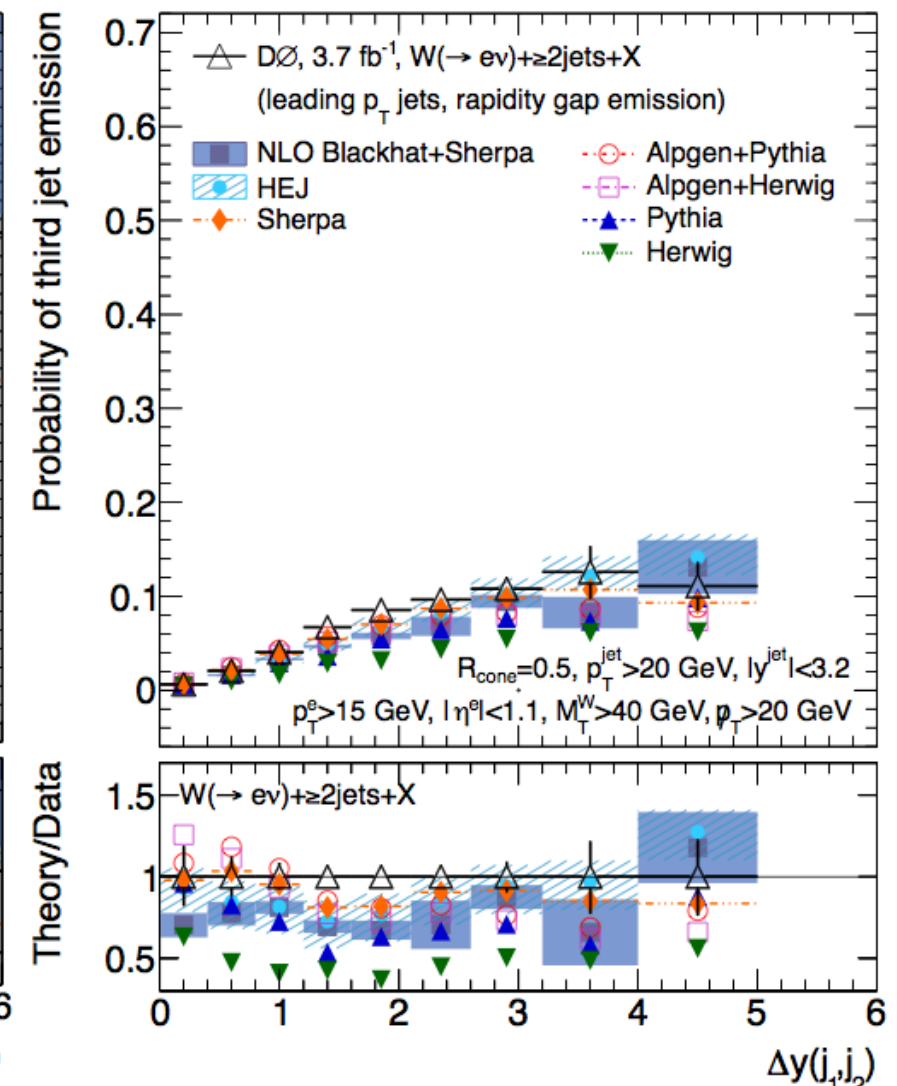 Probability of third jet emission
0.7
0.6
0.5
0.4
0.3
0.2
0.1
0
DØ, 3.7 fb⁻¹, W(→ eν)+≥2jets+X
(leading p_T jets, rapidity gap emission)
NLO Blackhat+Sherpa
HEJ
Sherpa
Alpgen+Pythia
Alpgen+Herwig
Pythia
Herwig
R_cone=0.5, p_T^jet>20 GeV, |y^jet|<3.2
p_T^e>15 GeV, |η^e|<1.1, M_T^W>40 GeV, p̸_T>20 GeV
Theory/Data
1.5
1
0.5
W(→ eν)+≥2jets+X
6
0 1 2 3 4 5 6
Δy(j₁,j₂)